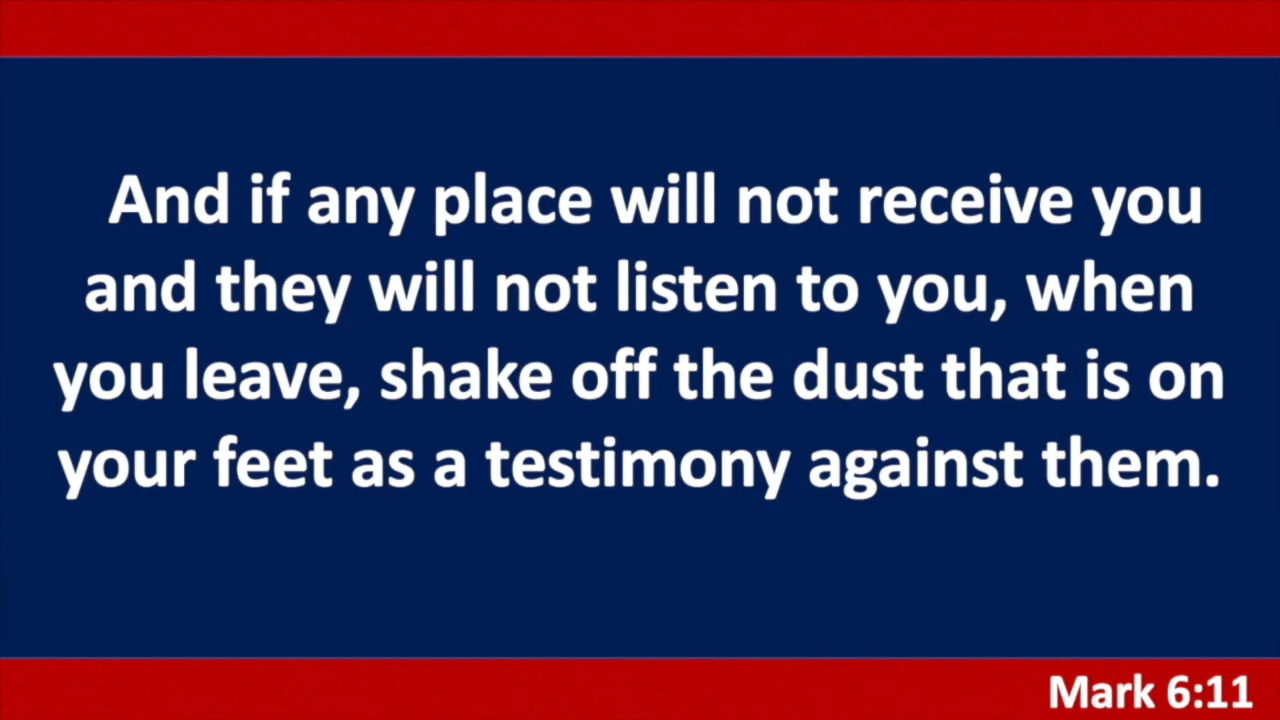 And if any place will not receive you
and they will not listen to you, when
you leave, shake off the dust that is on
your feet as a testimony against them.
Mark 6:11